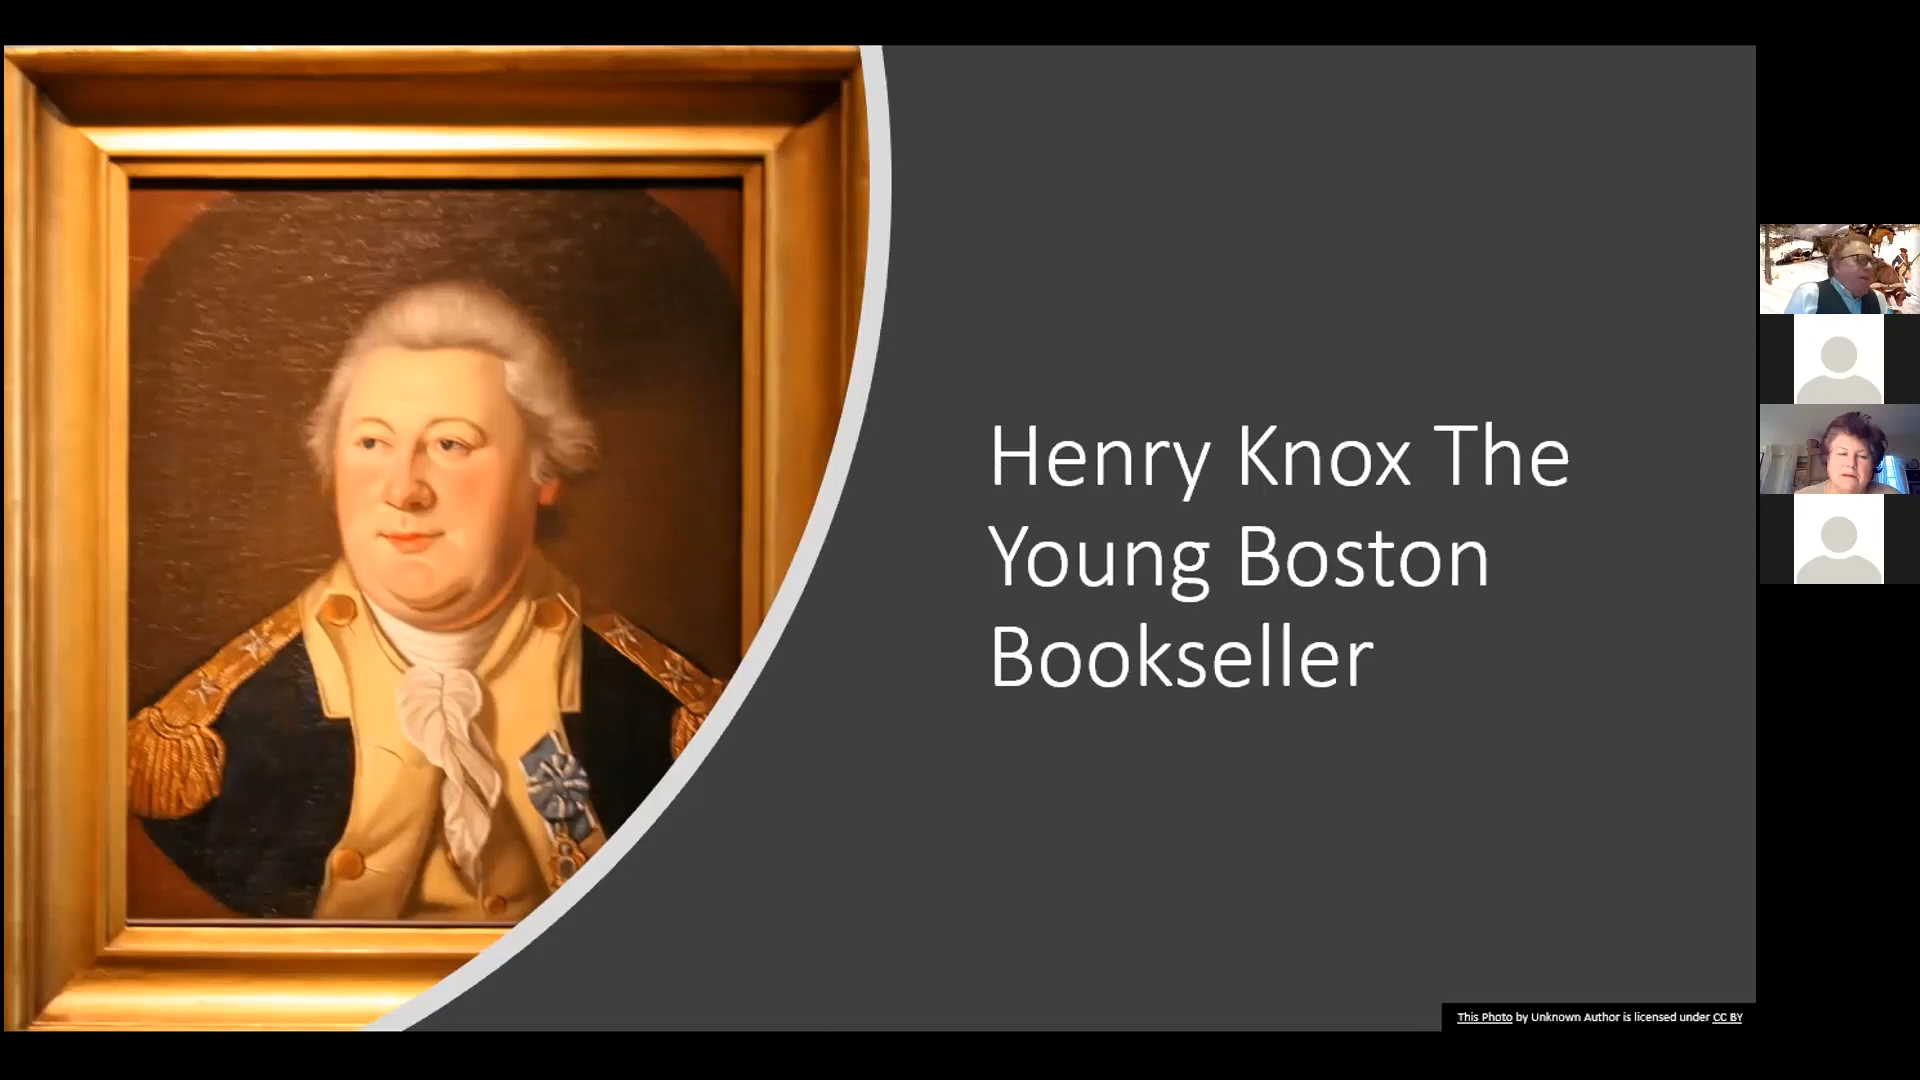 Henry Knox The
Young Boston
Bookseller
This Photo by Unknown Author is licensed under CC BY